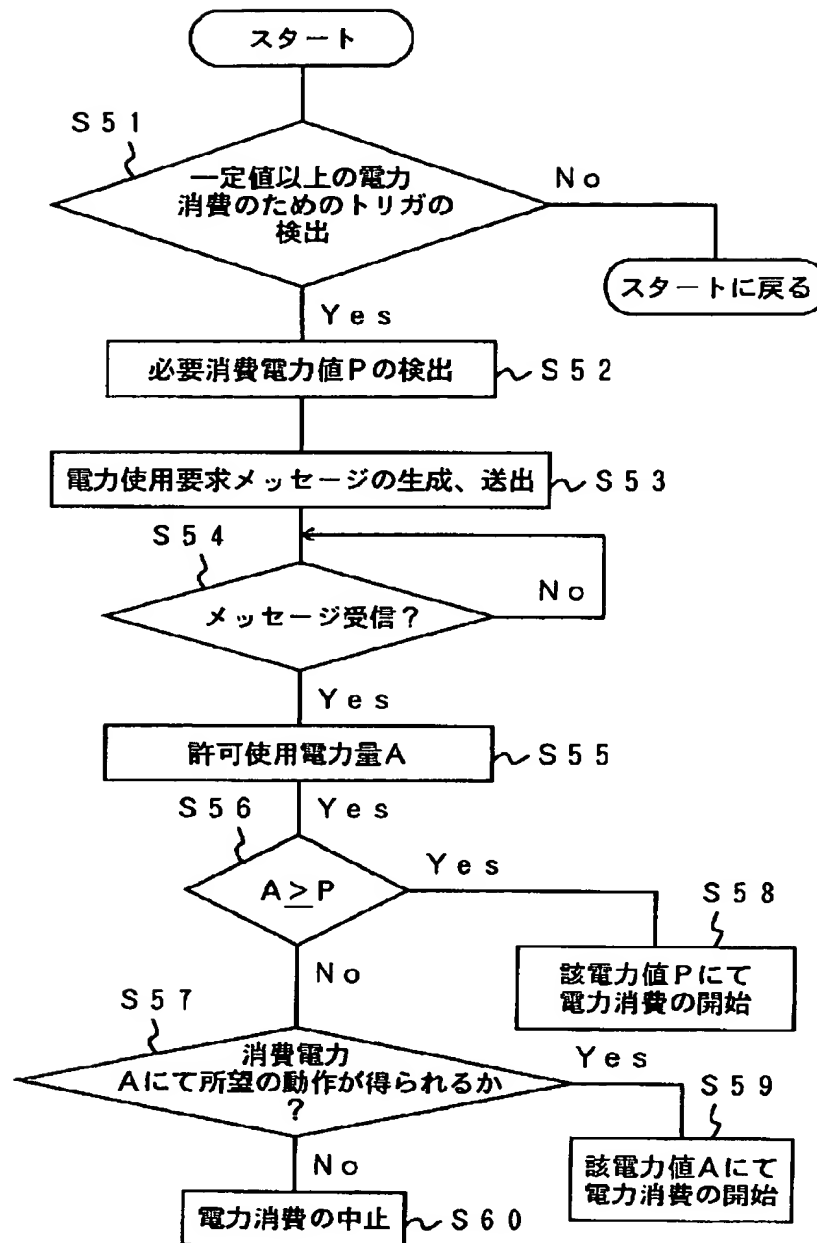 スタート
S51
一定値以上の電力
消費のためのトリガの
検出
No
スタートに戻る
Yes
必要消費電力値Pの検出
S52
電力使用要求メッセージの生成、送出
S53
S54
メッセージ受信?
No
Yes
許可使用電力量A
S55
S56
Yes
A≧P
Yes
S58
該電力値Pにて
電力消費の開始
No
S57
消費電力
Aにて所望の動作が得られるか
?
Yes
S59
該電力値Aにて
電力消費の開始
No
電力消費の中止
S60